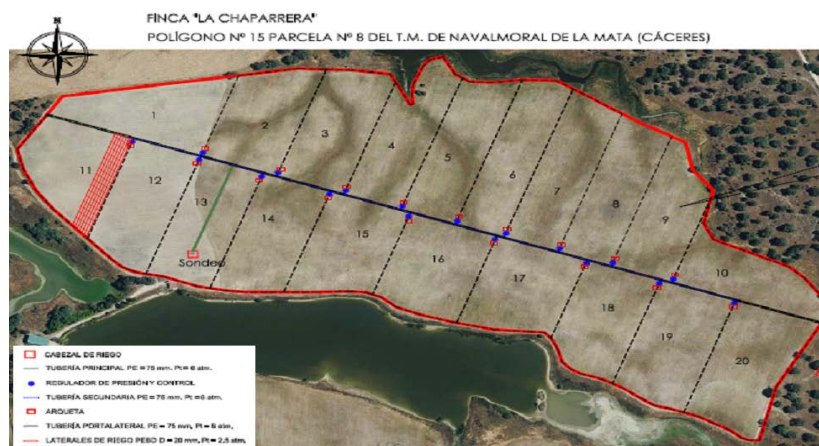 FINCA "LA CHAPARRERA"
POLÍGONO Nº 15 PARCELA Nº 8 DEL T.M. DE NAVALMORAL DE LA MATA (CÁCERES)
1
2
3
4
5
6
7
8
9
10
11
12
13
14
15
16
17
18
19
20
Sondeo
CABEZAL DE RIEGO
TUBERÍA PRINCIPAL PE = 75 mm, Pt = 6 atm.
REGULADOR DE PRESIÓN Y CONTROL
TUBERÍA SECUNDARIA PE = 75 mm, Pt = 6 atm.
ARQUETA
TUBERÍA PORTALATERAL PE = 75 mm, Pt = 6 atm,
LATERALES DE RIEGO PEBD D = 20 mm, Pt = 2,5 atm,